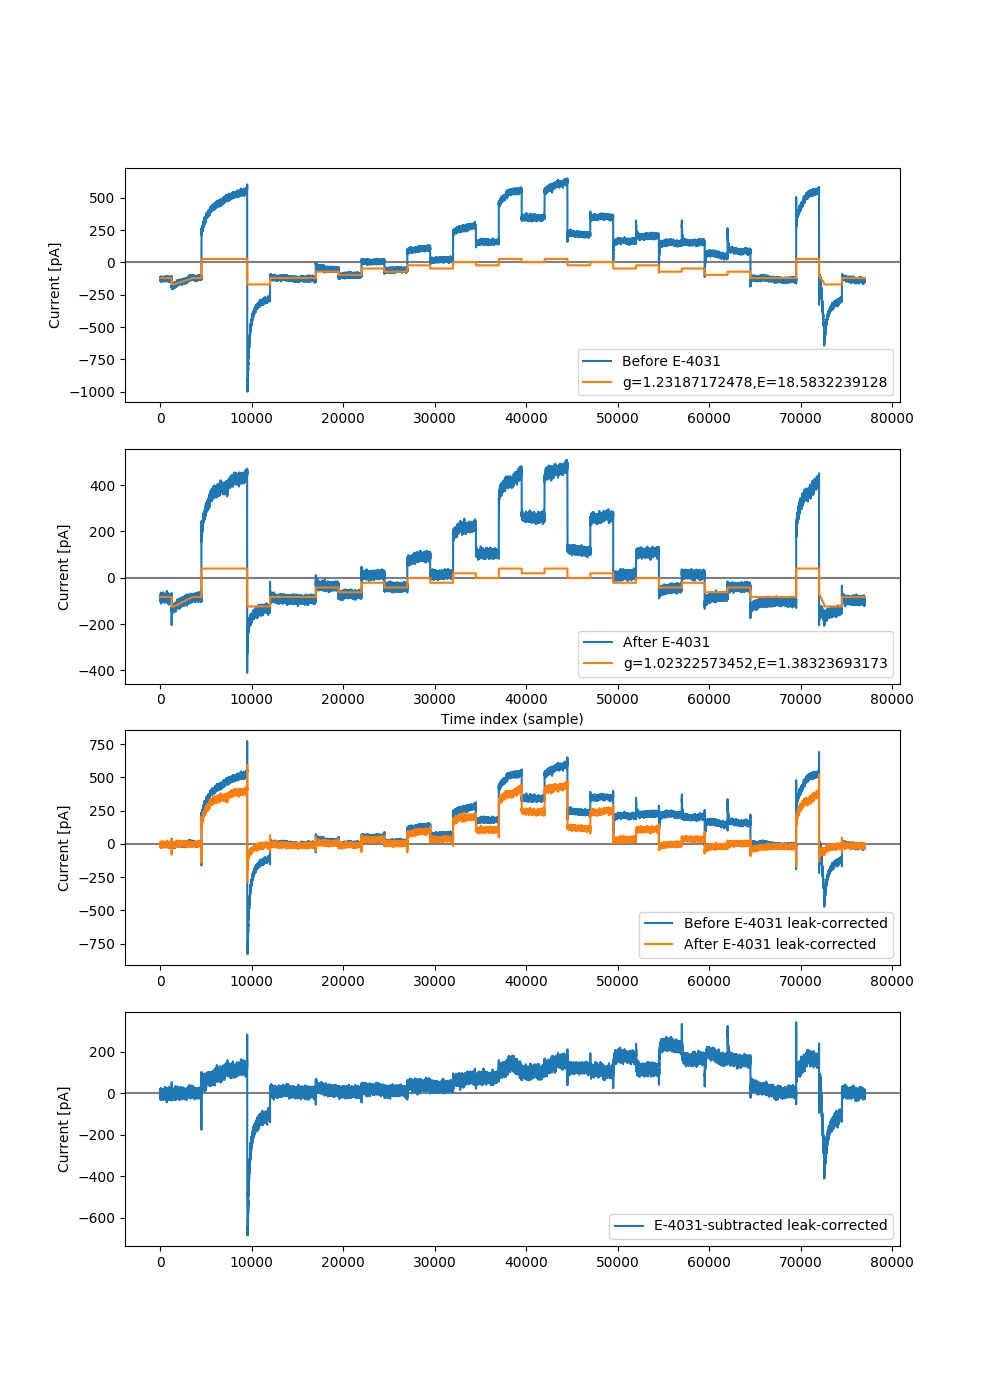 500
250
0
−250
−500
−750
−1000
Current [pA]
Before E-4031
g=1.23187172478,E=18.5832239128
0 10000 20000 30000 40000 50000 60000 70000 80000
400
200
0
−200
−400
Current [pA]
After E-4031
g=1.02322573452,E=1.38323693173
0 10000 20000 30000 40000 50000 60000 70000 80000
Time index (sample)
750
500
250
0
−250
−500
−750
Current [pA]
Before E-4031 leak-corrected
After E-4031 leak-corrected
0 10000 20000 30000 40000 50000 60000 70000 80000
200
0
−200
−400
−600
Current [pA]
E-4031-subtracted leak-corrected
0 10000 20000 30000 40000 50000 60000 70000 80000